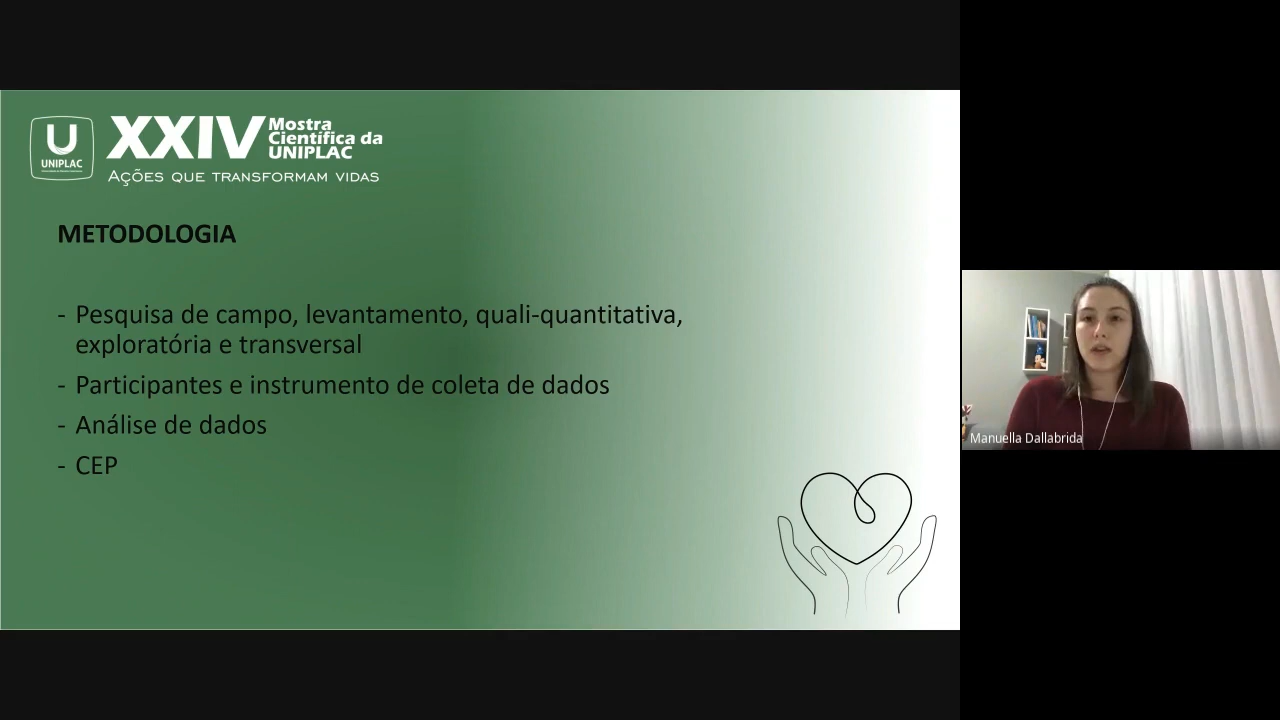 U
UNIPLAC
XXIV
Mostra
Científica da
UNIPLAC
AÇÕES QUE TRANSFORMAM VIDAS
METODOLOGIA
- Pesquisa de campo, levantamento, quali-quantitativa,
exploratória e transversal
- Participantes e instrumento de coleta de dados
- Análise de dados
- CEP
Manuella Dallabrida